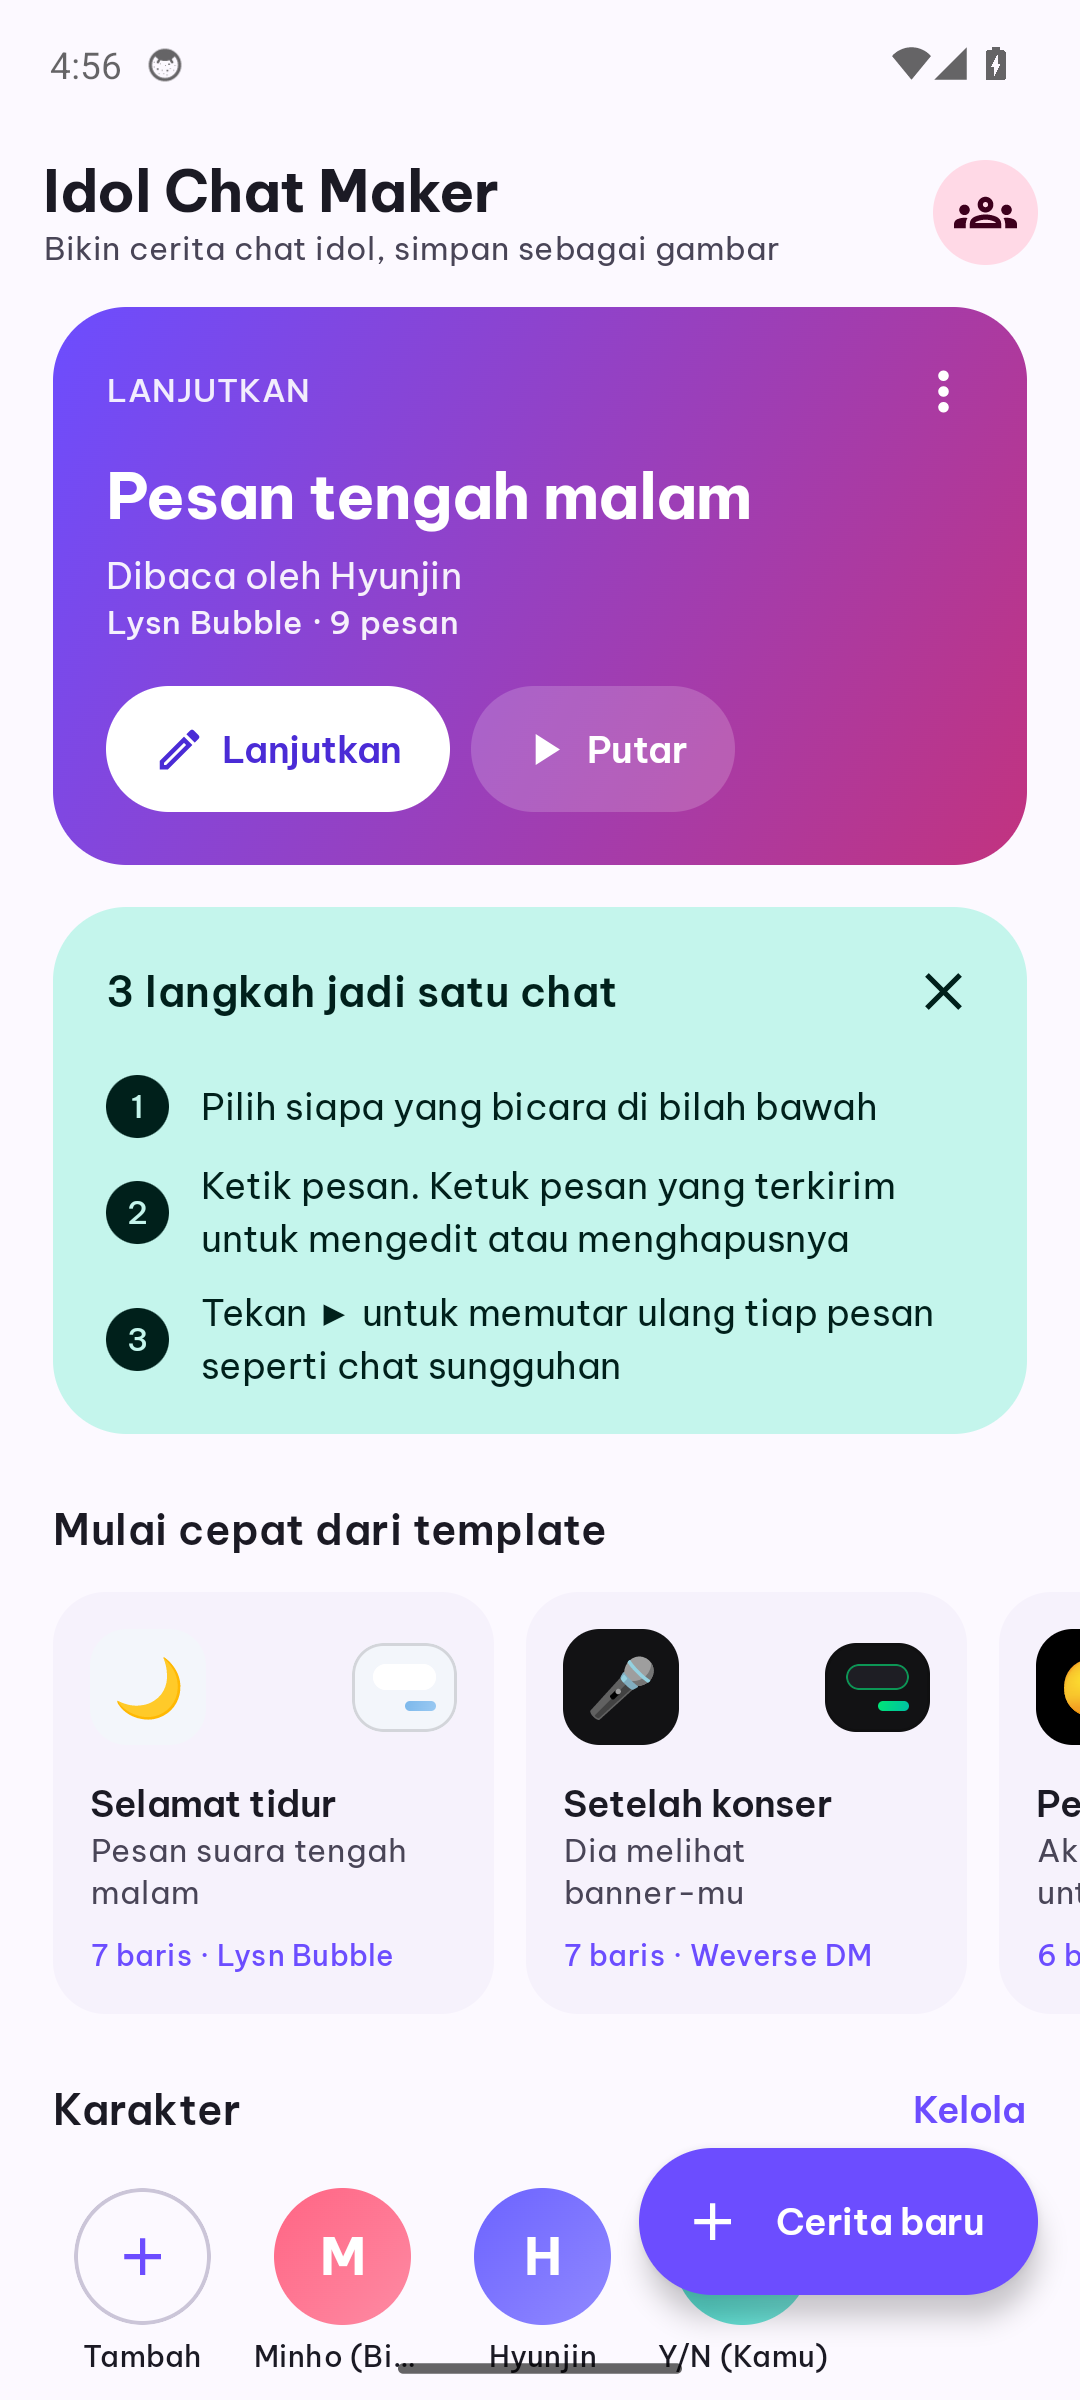 4:56
Idol Chat Maker
Bikin cerita chat idol, simpan sebagai gambar
LANJUTKAN
Pesan tengah malam
Dibaca oleh Hyunjin
Lysn Bubble · 9 pesan
Lanjutkan
Putar
3 langkah jadi satu chat
1 Pilih siapa yang bicara di bilah bawah
2 Ketik pesan. Ketuk pesan yang terkirim
untuk mengedit atau menghapusnya
3 Tekan ► untuk memutar ulang tiap pesan
seperti chat sungguhan
Mulai cepat dari template
Selamat tidur
Pesan suara tengah
malam
7 baris · Lysn Bubble
Setelah konser
Dia melihat
banner-mu
7 baris · Weverse DM
Pe
Ak
unt
6 b
Karakter
Kelola
Cerita baru
M
H
Tambah
Minho (Bi...
Hyunjin
Y/N (Kamu)